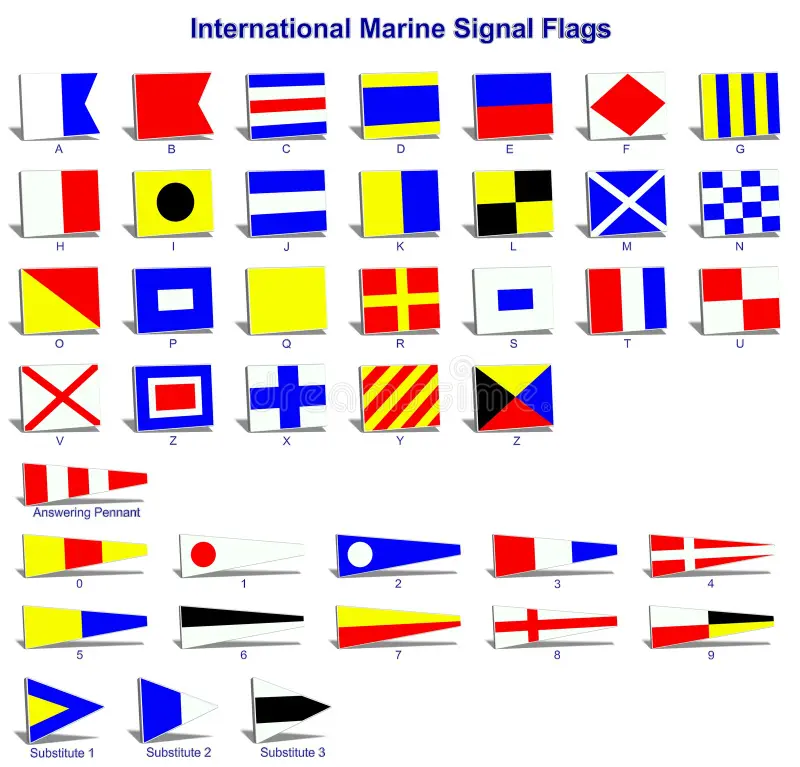 International Marine Signal Flags
A B C D E F G
H I J K L M N
O P Q R S T U
V Z X Y Z
dreamstime
Answering Pennant
0 1 2 3 4
5 6 7 8 9
Substitute 1 Substitute 2 Substitute 3